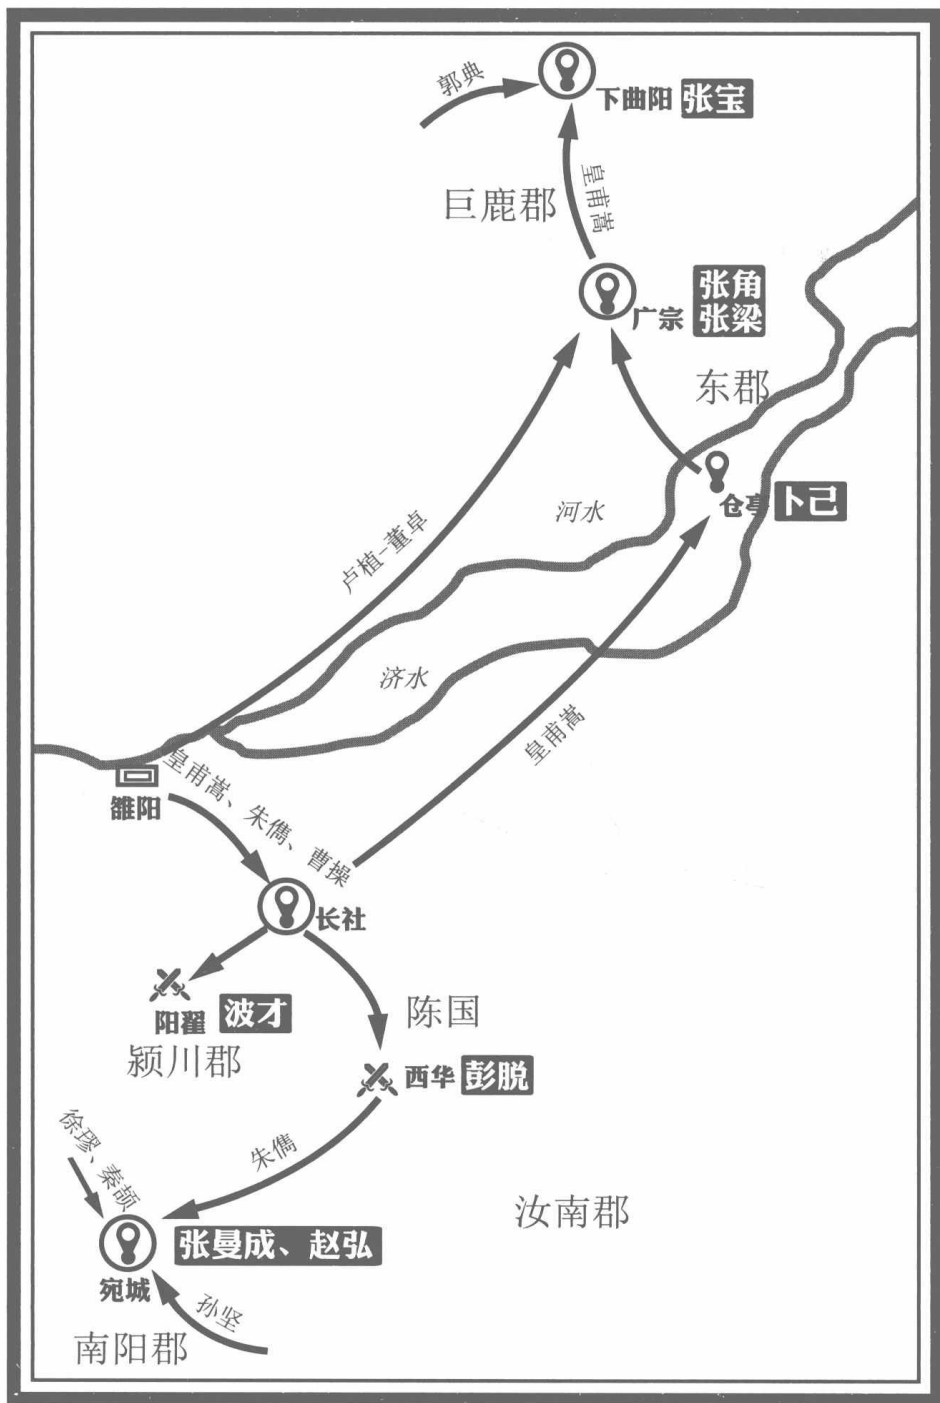 郭典
下曲阳 张宝
皇甫嵩
巨鹿郡
张角
张梁
广宗
东郡
仓亭 卜己
河水
卢植-董卓
济水
皇甫嵩
皇甫嵩、朱儁、曹操
雒阳
长社
阳翟 波才
陈国
颍川郡
西华 彭脱
徐璆、秦颉
朱儁
汝南郡
张曼成、赵弘
宛城
孙坚
南阳郡